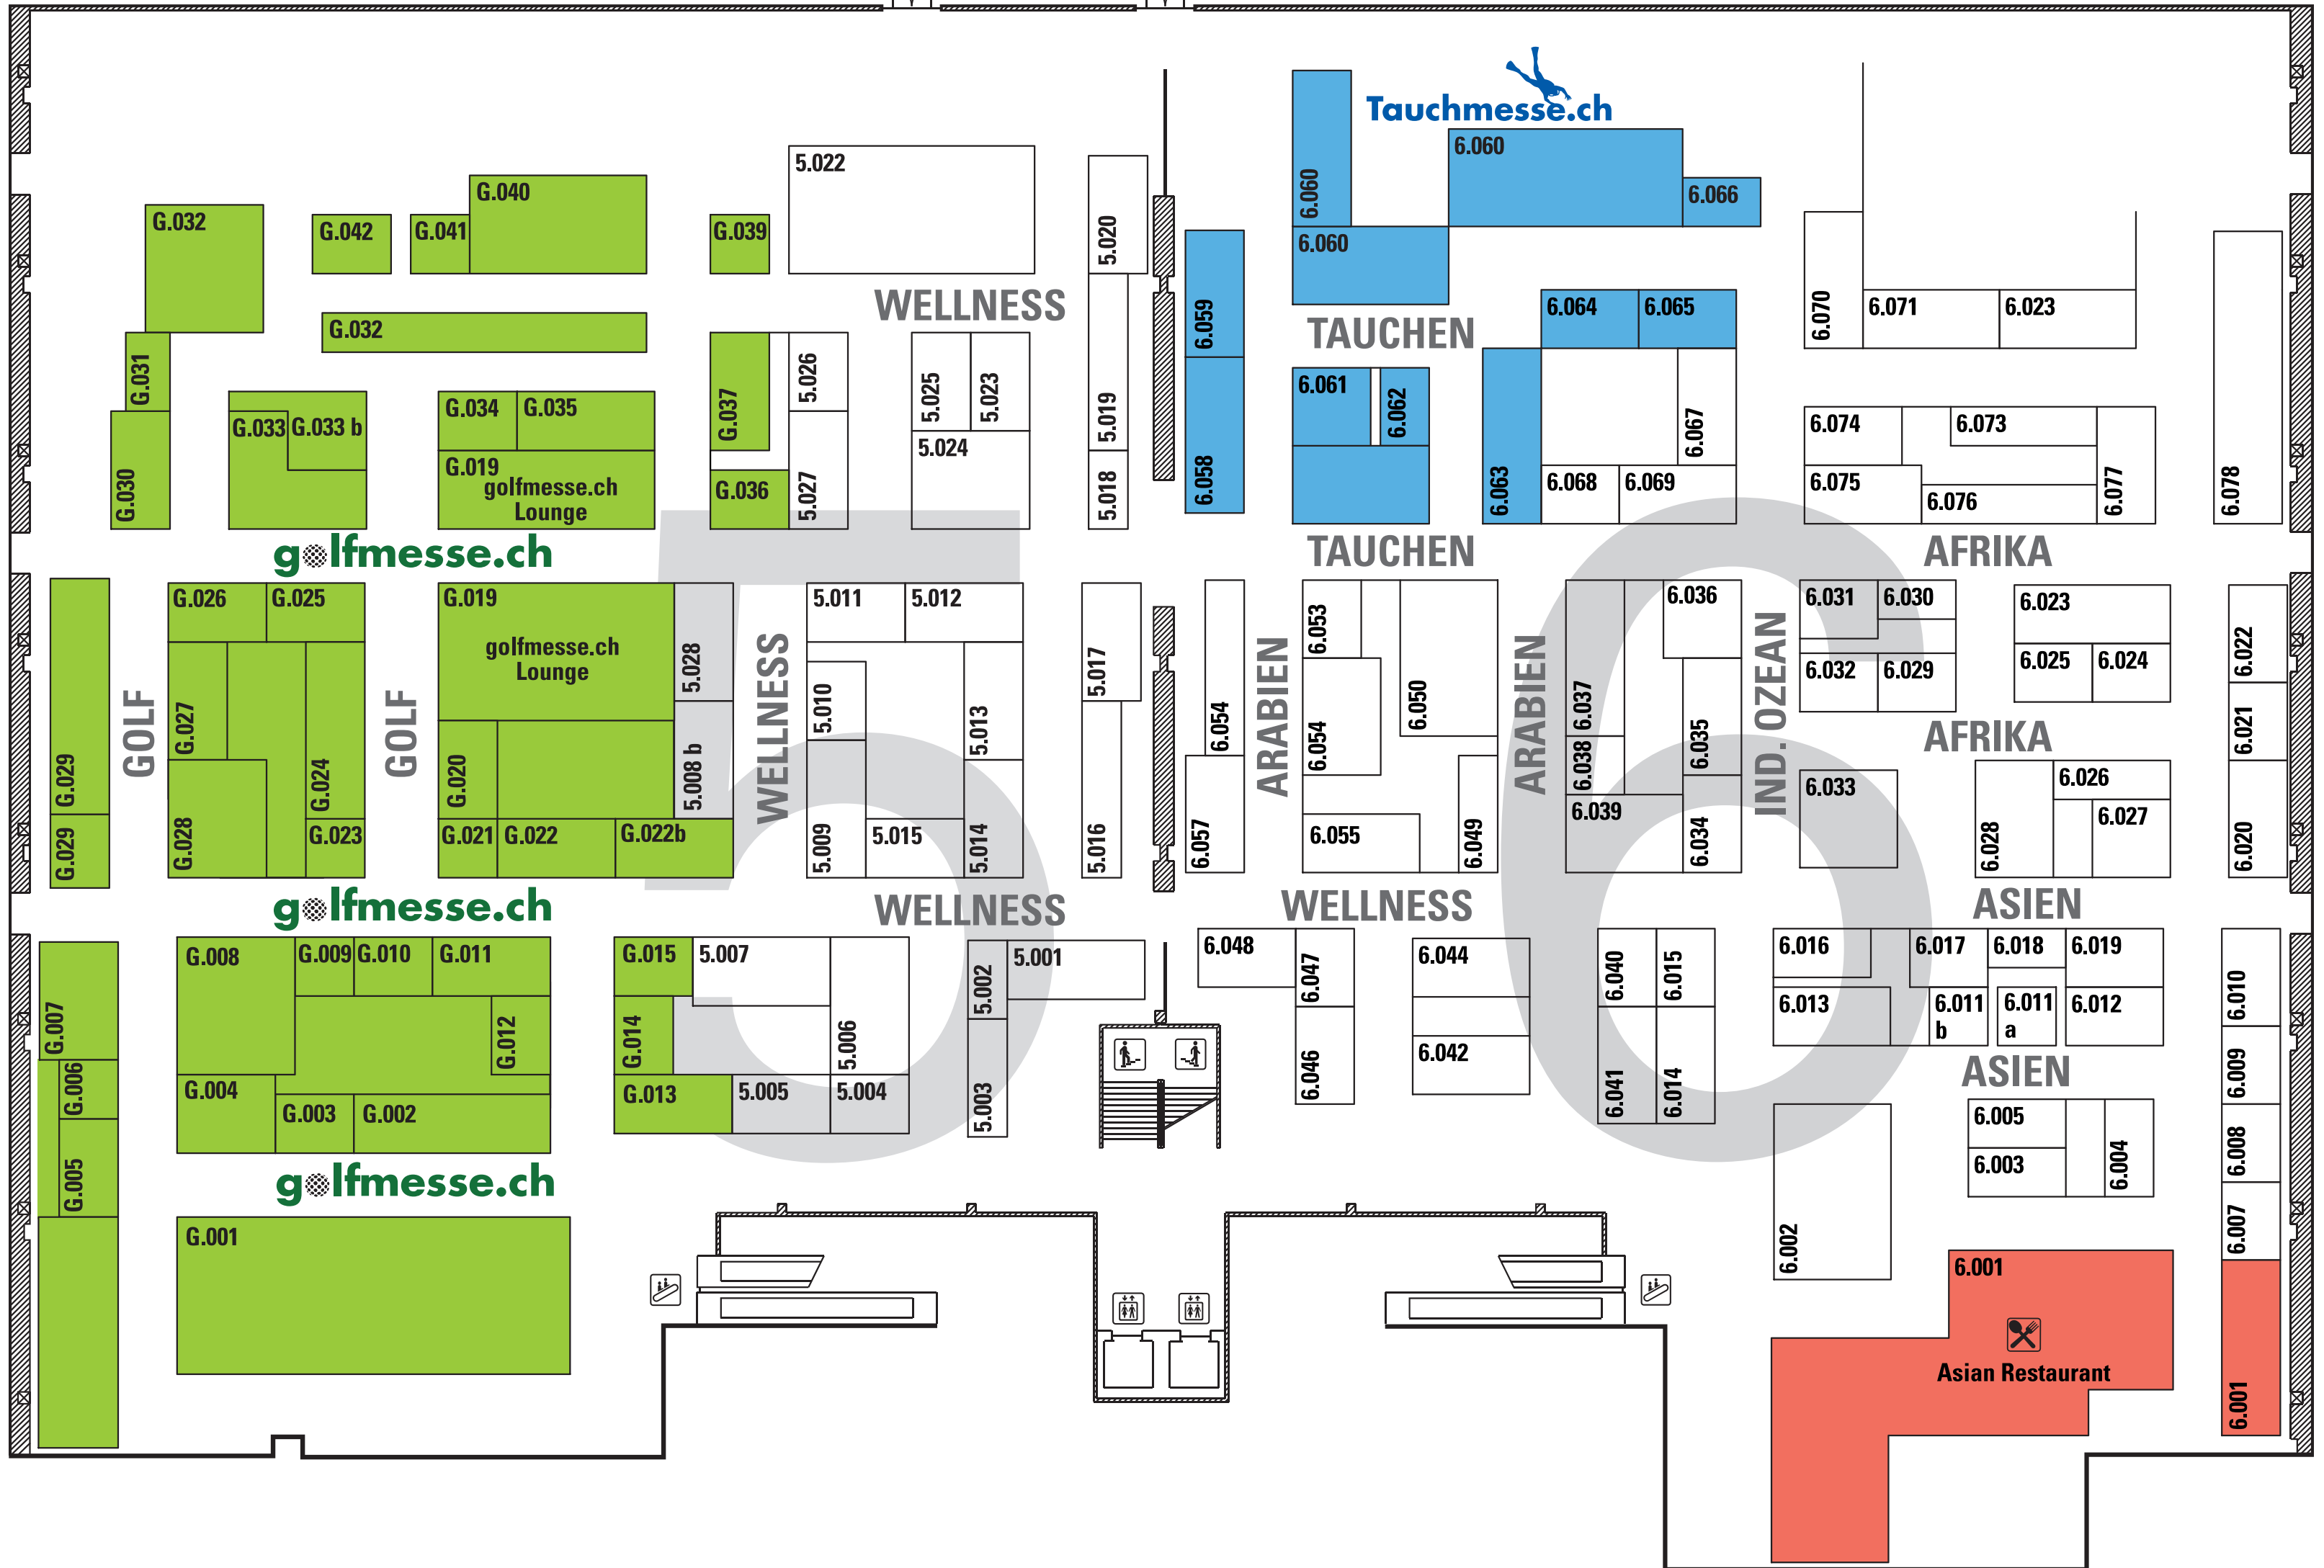 Tauchmesse.ch
5.022
6.060
6.060
6.066
6.060
G.040
G.032
G.042
G.041
G.039
5.020
WELLNESS
6.059
TAUCHEN
6.064
6.065
6.070
6.071
6.023
G.032
G.031
G.037
5.026
5.025
5.023
5.019
6.061
6.062
6.067
G.033
G.033 b
G.034
G.035
5.024
6.074
6.073
G.030
G.019
golfmesse.ch
Lounge
G.036
5.027
5.018
6.058
6.063
6.068
6.069
6.075
6.076
6.077
6.078
golfmesse.ch
5
6
TAUCHEN
AFRIKA
G.026
G.025
G.019
golfmesse.ch
Lounge
5.028
5.011
5.012
5.017
6.053
6.036
6.031
6.030
6.023
6.022
GOLF
GOLF
WELLNESS
ARABIEN
ARABIEN
IND. OZEAN
G.027
5.010
5.013
6.054
6.054
6.050
6.037
6.035
6.032
6.029
6.025
6.024
6.021
AFRIKA
G.029
G.024
G.020
5.008 b
6.038
6.033
6.026
G.029
G.028
G.023
G.021
G.022
G.022b
5.009
5.015
5.014
5.016
6.057
6.055
6.049
6.039
6.034
6.028
6.027
6.020
golfmesse.ch
WELLNESS
WELLNESS
ASIEN
G.008
G.009
G.010
G.011
G.015
5.007
5.002
5.001
6.048
6.047
6.044
6.040
6.015
6.016
6.017
6.018
6.019
6.010
G.007
G.012
G.014
5.006
6.013
6.011
b
6.011
a
6.012
6.042
ASIEN
G.006
G.004
G.003
G.002
G.013
5.005
5.004
5.003
6.046
6.041
6.014
6.009
G.005
6.005
6.003
6.004
6.008
golfmesse.ch
G.001
6.002
6.007
6.001
Asian Restaurant
6.001